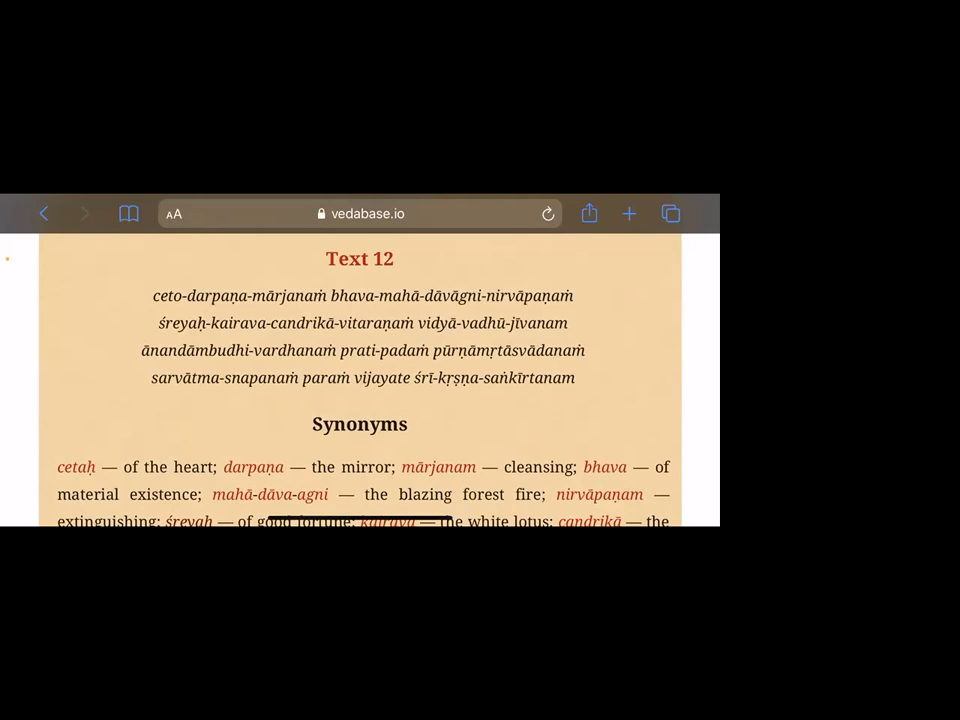 AA vedabase.io
Text 12
ceto-darpaṇa-mārjanaṁ bhava-mahā-dāvāgni-nirvāpaṇaṁ
śreyaḥ-kairava-candrikā-vitaraṇaṁ vidyā-vadhū-jīvanam
ānandāmbudhi-vardhanaṁ prati-padaṁ pūrṇāmṛtāsvādanaṁ
sarvātma-snapanaṁ paraṁ vijayate śrī-kṛṣṇa-saṅkīrtanam
Synonyms
cetaḥ — of the heart; darpaṇa — the mirror; mārjanam — cleansing; bhava — of
material existence; mahā-dāva-agni — the blazing forest fire; nirvāpaṇam —
extinguishing; śreyaḥ — of good fortune; kairava — the white lotus; candrikā — the